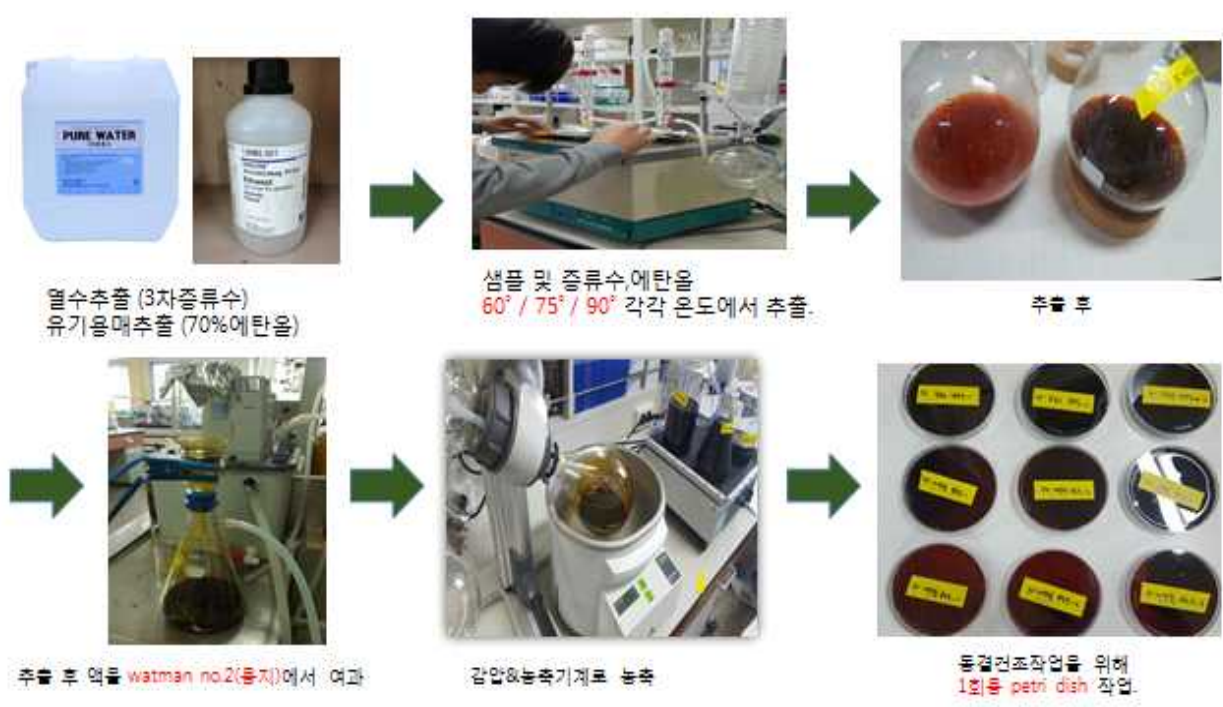 PURE WATER
Ethanol
열수추출 (3차증류수)
유기용매추출 (70%에탄올)
샘플 및 증류수,에탄올
60˚ / 75˚ / 90˚ 각각 온도에서 추출.
추출 후
추출 후 액을 watman no.2(용지)에서 여과
감압&농축기계로 농축
동결건조작업을 위해
1회용 petri dish 작업.